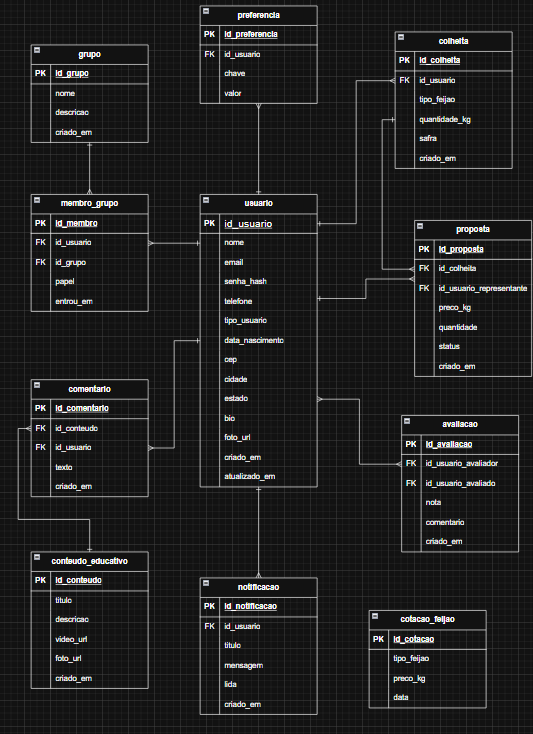 grupo
PK id_grupo
nome
descricao
criado_em
preferencia
PK id_preferencia
FK id_usuario
chave
valor
colheita
PK id_colheita
FK id_usuario
tipo_feijao
quantidade_kg
safra
criado_em
membro_grupo
PK id_membro
FK id_usuario
FK id_grupo
papel
entrou_em
usuario
PK id_usuario
nome
email
senha_hash
telefone
tipo_usuario
data_nascimento
cep
cidade
estado
bio
foto_url
criado_em
atualizado_em
proposta
PK id_proposta
FK id_colheita
FK id_usuario_representante
preco_kg
quantidade
status
criado_em
comentario
PK id_comentario
FK id_conteudo
FK id_usuario
texto
criado_em
avaliacao
PK id_avaliacao
FK id_usuario_avaliador
FK id_usuario_avaliado
nota
comentario
criado_em
conteudo_educativo
PK id_conteudo
titulo
descricao
video_url
foto_url
criado_em
notificacao
PK id_notificacao
FK id_usuario
titulo
mensagem
lida
criado_em
cotacao_feijao
PK id_cotacao
tipo_feijao
preco_kg
data